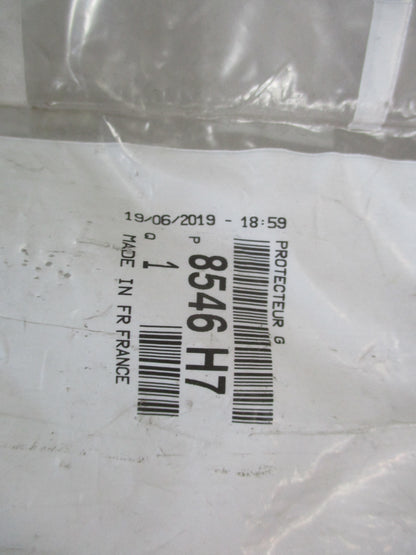 19/06/2019 - 18:59
PROTECTEUR G
P 8546 H7
Q 1
MADE IN FR FRANCE